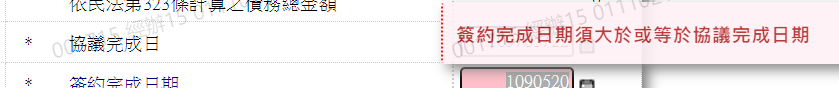 依民法第323條計算之債務總金額
* 協議完成日
簽約完成日期須大於或等於協議完成日期
* 簽約完成日期 1090520